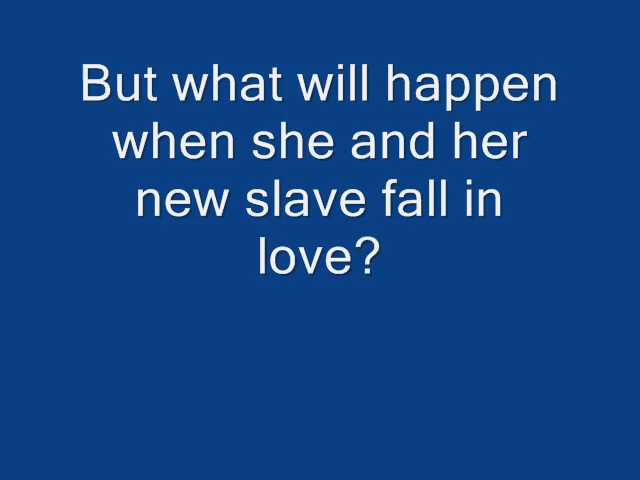 But what will happen
when she and her
new slave fall in
love?